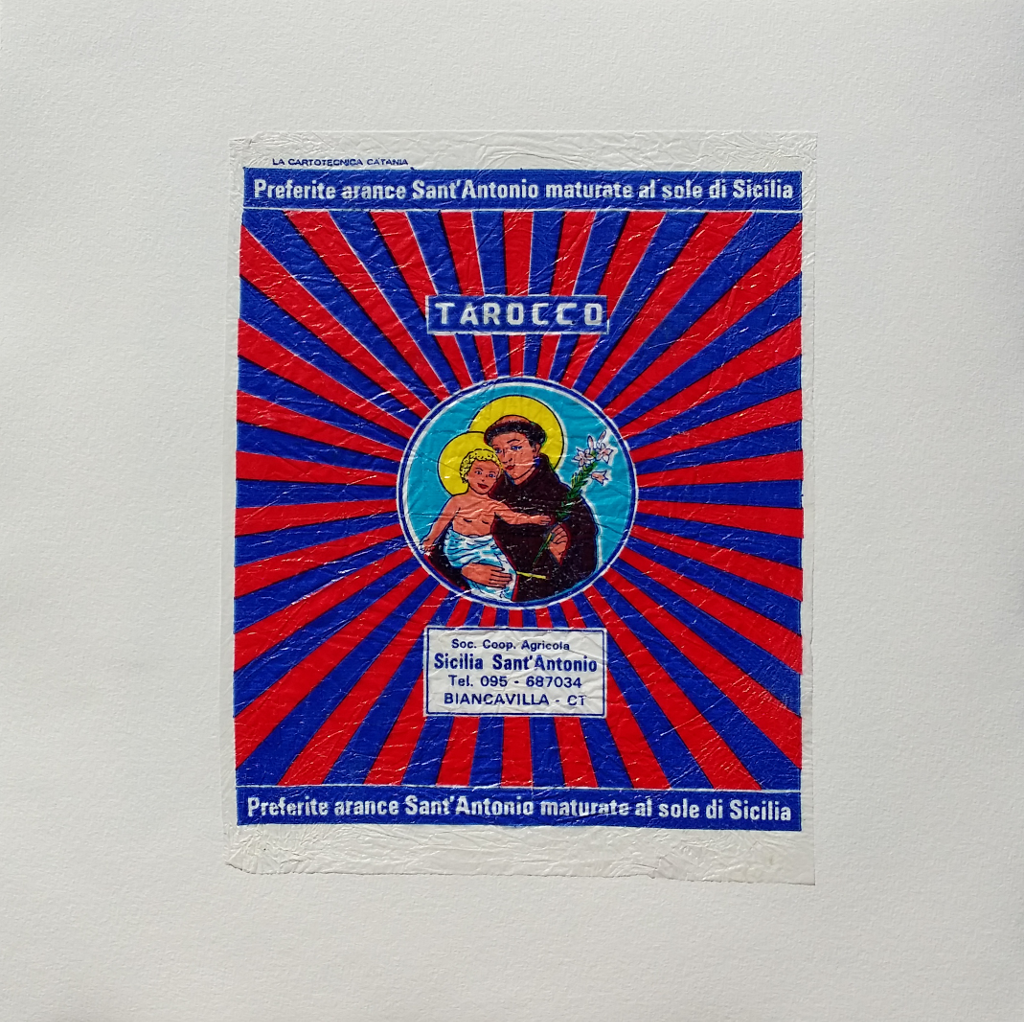 LA CARTOTECNICA CATANIA
Preferite arance Sant'Antonio maturate al sole di Sicilia
TAROCCO
Soc. Coop. Agricola
Sicilia Sant'Antonio
Tel. 095 - 687034
BIANCAVILLA - CT
Preferite arance Sant'Antonio maturate al sole di Sicilia